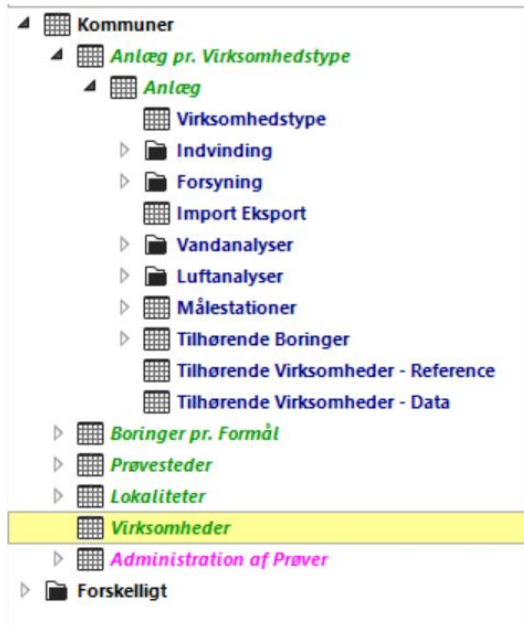 Kommuner
Anlæg pr. Virksomhedstype
Anlæg
Virksomhedstype
Indvinding
Forsyning
Import Eksport
Vandanalyser
Luftanalyser
Målestationer
Tilhørende Boringer
Tilhørende Virksomheder - Reference
Tilhørende Virksomheder - Data
Boringer pr. Formål
Prøvesteder
Lokaliteter
Virksomheder
Administration af Prøver
Forskelligt